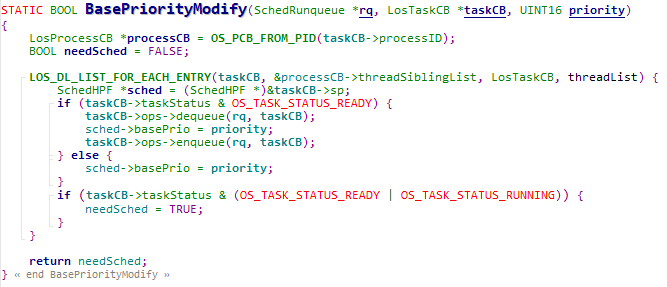 STATIC BOOL BasePriorityModify(SchedRunqueue *rq, LosTaskCB *taskCB, UINT16 priority)
{
    LosProcessCB *processCB = OS_PCB_FROM_PID(taskCB->processID);
    BOOL needSched = FALSE;

    LOS_DL_LIST_FOR_EACH_ENTRY(taskCB, &processCB->threadSiblingList, LosTaskCB, threadList) {
        SchedHPF *sched = (SchedHPF *)&taskCB->sp;
        if (taskCB->taskStatus & OS_TASK_STATUS_READY) {
            taskCB->ops->dequeue(rq, taskCB);
            sched->basePrio = priority;
            taskCB->ops->enqueue(rq, taskCB);
        } else {
            sched->basePrio = priority;
        }
        if (taskCB->taskStatus & (OS_TASK_STATUS_READY | OS_TASK_STATUS_RUNNING)) {
            needSched = TRUE;
        }
    }

    return needSched;
} « end BasePriorityModify »